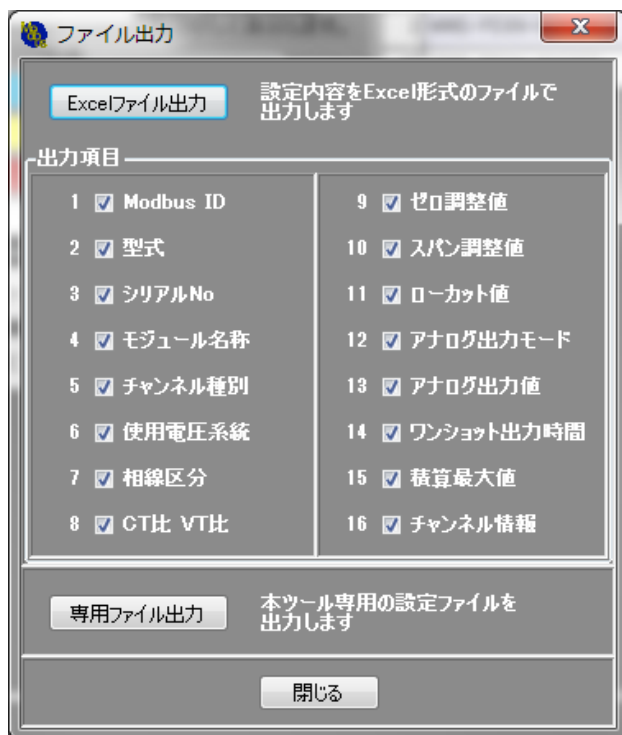 ファイル出力
Excelファイル出力
設定内容をExcel形式のファイルで
出力します
出力項目
1 Modbus ID
2 型式
3 シリアルNo
4 モジュール名称
5 チャンネル種別
6 使用電圧系統
7 相線区分
8 CT比 VT比
9 ゼロ調整値
10 スパン調整値
11 ローカット値
12 アナログ出力モード
13 アナログ出力値
14 ワンショット出力時間
15 積算最大値
16 チャンネル情報
専用ファイル出力
本ツール専用の設定ファイルを
出力します
閉じる